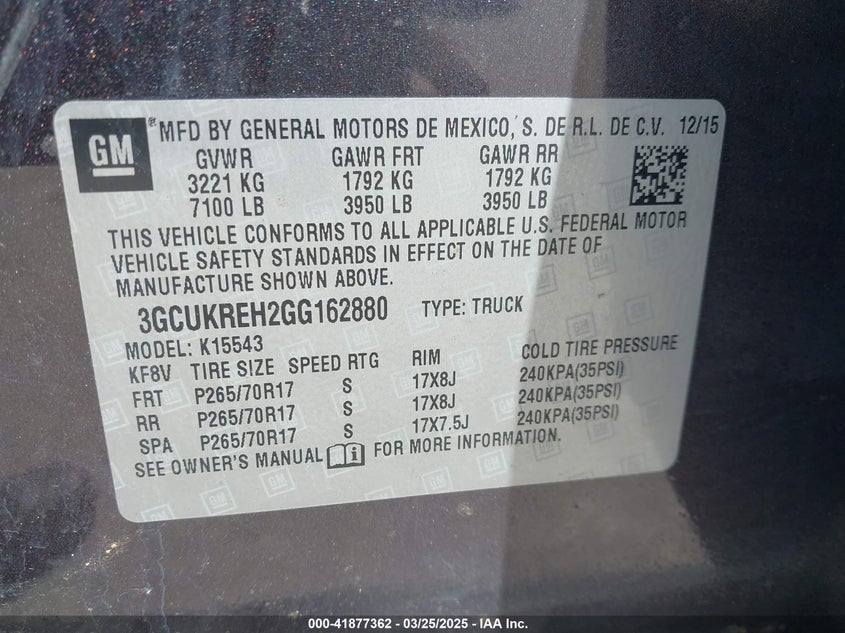 GM
®MFD BY GENERAL MOTORS DE MEXICO, S. DE R.L. DE C.V. 12/15
GVWR GAWR FRT GAWR RR
3221 KG 1792 KG 1792 KG
7100 LB 3950 LB 3950 LB
THIS VEHICLE CONFORMS TO ALL APPLICABLE U.S. FEDERAL MOTOR
VEHICLE SAFETY STANDARDS IN EFFECT ON THE DATE OF
MANUFACTURE SHOWN ABOVE.
3GCUKREH2GG162880 TYPE: TRUCK
MODEL: K15543
KF8V TIRE SIZE SPEED RTG RIM COLD TIRE PRESSURE
FRT P265/70R17 S 17X8J 240KPA(35PSI)
RR P265/70R17 S 17X8J 240KPA(35PSI)
SPA P265/70R17 S 17X7.5J 240KPA(35PSI)
SEE OWNER'S MANUAL FOR MORE INFORMATION.
000-41877362 - 03/25/2025 - IAA Inc.